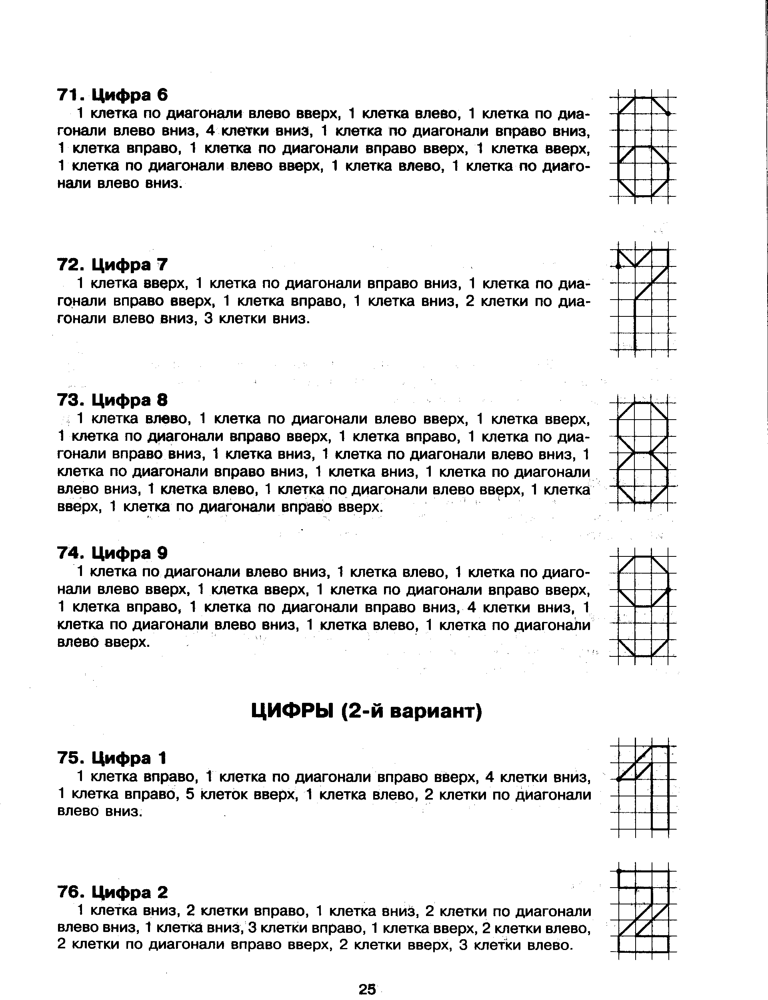 71. Цифра 6
1 клетка по диагонали влево вверх, 1 клетка влево, 1 клетка по диа-
гонали влево вниз, 4 клетки вниз, 1 клетка по диагонали вправо вниз,
1 клетка вправо, 1 клетка по диагонали вправо вверх, 1 клетка вверх,
1 клетка по диагонали влево вверх, 1 клетка влево, 1 клетка по диаго-
нали влево вниз.
72. Цифра 7
1 клетка вверх, 1 клетка по диагонали вправо вниз, 1 клетка по диа-
гонали вправо вверх, 1 клетка вправо, 1 клетка вниз, 2 клетки по диа-
гонали влево вниз, 3 клетки вниз.
73. Цифра 8
1 клетка влево, 1 клетка по диагонали влево вверх, 1 клетка вверх,
1 клетка по диагонали вправо вверх, 1 клетка вправо, 1 клетка по диа-
гонали вправо вниз, 1 клетка вниз, 1 клетка по диагонали влево вниз, 1
клетка по диагонали вправо вниз, 1 клетка вниз, 1 клетка по диагонали
влево вниз, 1 клетка влево, 1 клетка по диагонали влево вверх, 1 клетка
вверх, 1 клетка по диагонали вправо вверх.
74. Цифра 9
1 клетка по диагонали влево вниз, 1 клетка влево, 1 клетка по диаго-
нали влево вверх, 1 клетка вверх, 1 клетка по диагонали вправо вверх,
1 клетка вправо, 1 клетка по диагонали вправо вниз, 4 клетки вниз, 1
клетка по диагонали влево вниз, 1 клетка влево, 1 клетка по диагонали
влево вверх.
ЦИФРЫ (2-й вариант)
75. Цифра 1
1 клетка вправо, 1 клетка по диагонали вправо вверх, 4 клетки вниз,
1 клетка вправо, 5 клеток вверх, 1 клетка влево, 2 клетки по диагонали
влево вниз.
76. Цифра 2
1 клетка вниз, 2 клетки вправо, 1 клетка вниз, 2 клетки по диагонали
влево вниз, 1 клетка вниз, 3 клетки вправо, 1 клетка вверх, 2 клетки влево,
2 клетки по диагонали вправо вверх, 2 клетки вверх, 3 клетки влево.
25